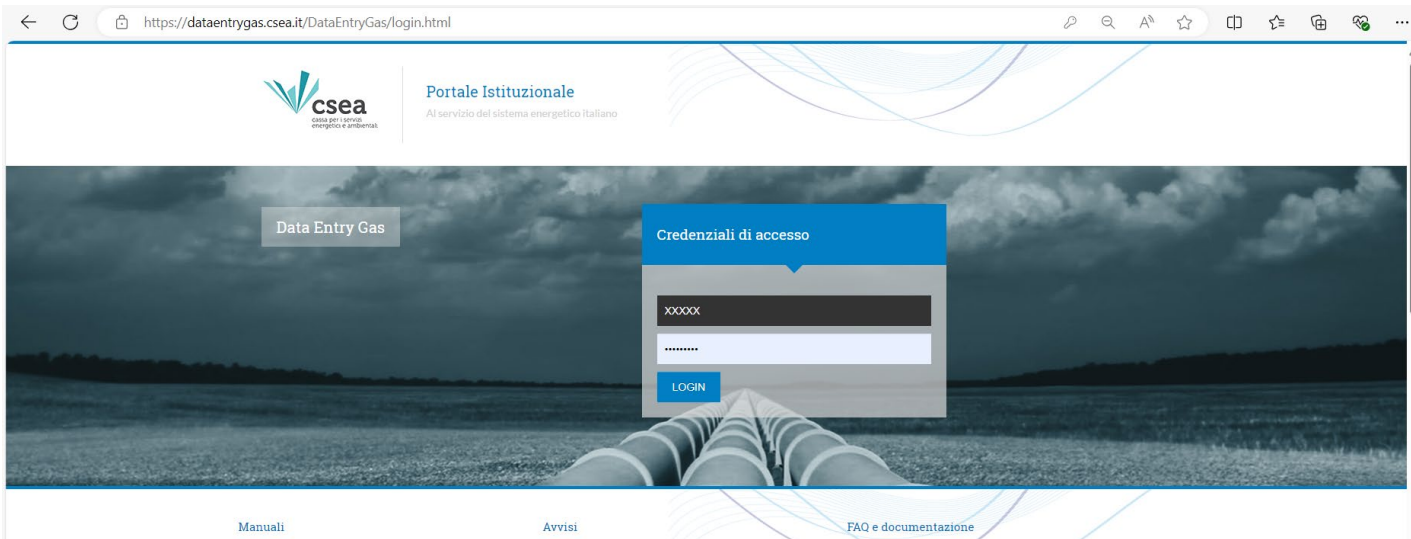 https://dataentrygas.csea.it/DataEntryGas/login.html
csea
cassa per i servizi
energetici e ambientali
Portale Istituzionale
Al servizio del sistema energetico italiano
Data Entry Gas
Credenziali di accesso
XXXXX
•••••••••
LOGIN
Manuali
Avvisi
FAQ e documentazione